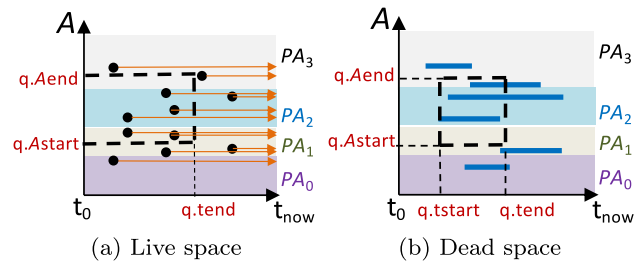 A
q.Aend
q.Astart
t0
q.tend
tnow
PA3
PA2
PA1
PA0
(a) Live space
A
q.Aend
q.Astart
t0
q.tstart
q.tend
tnow
PA3
PA2
PA1
PA0
(b) Dead space